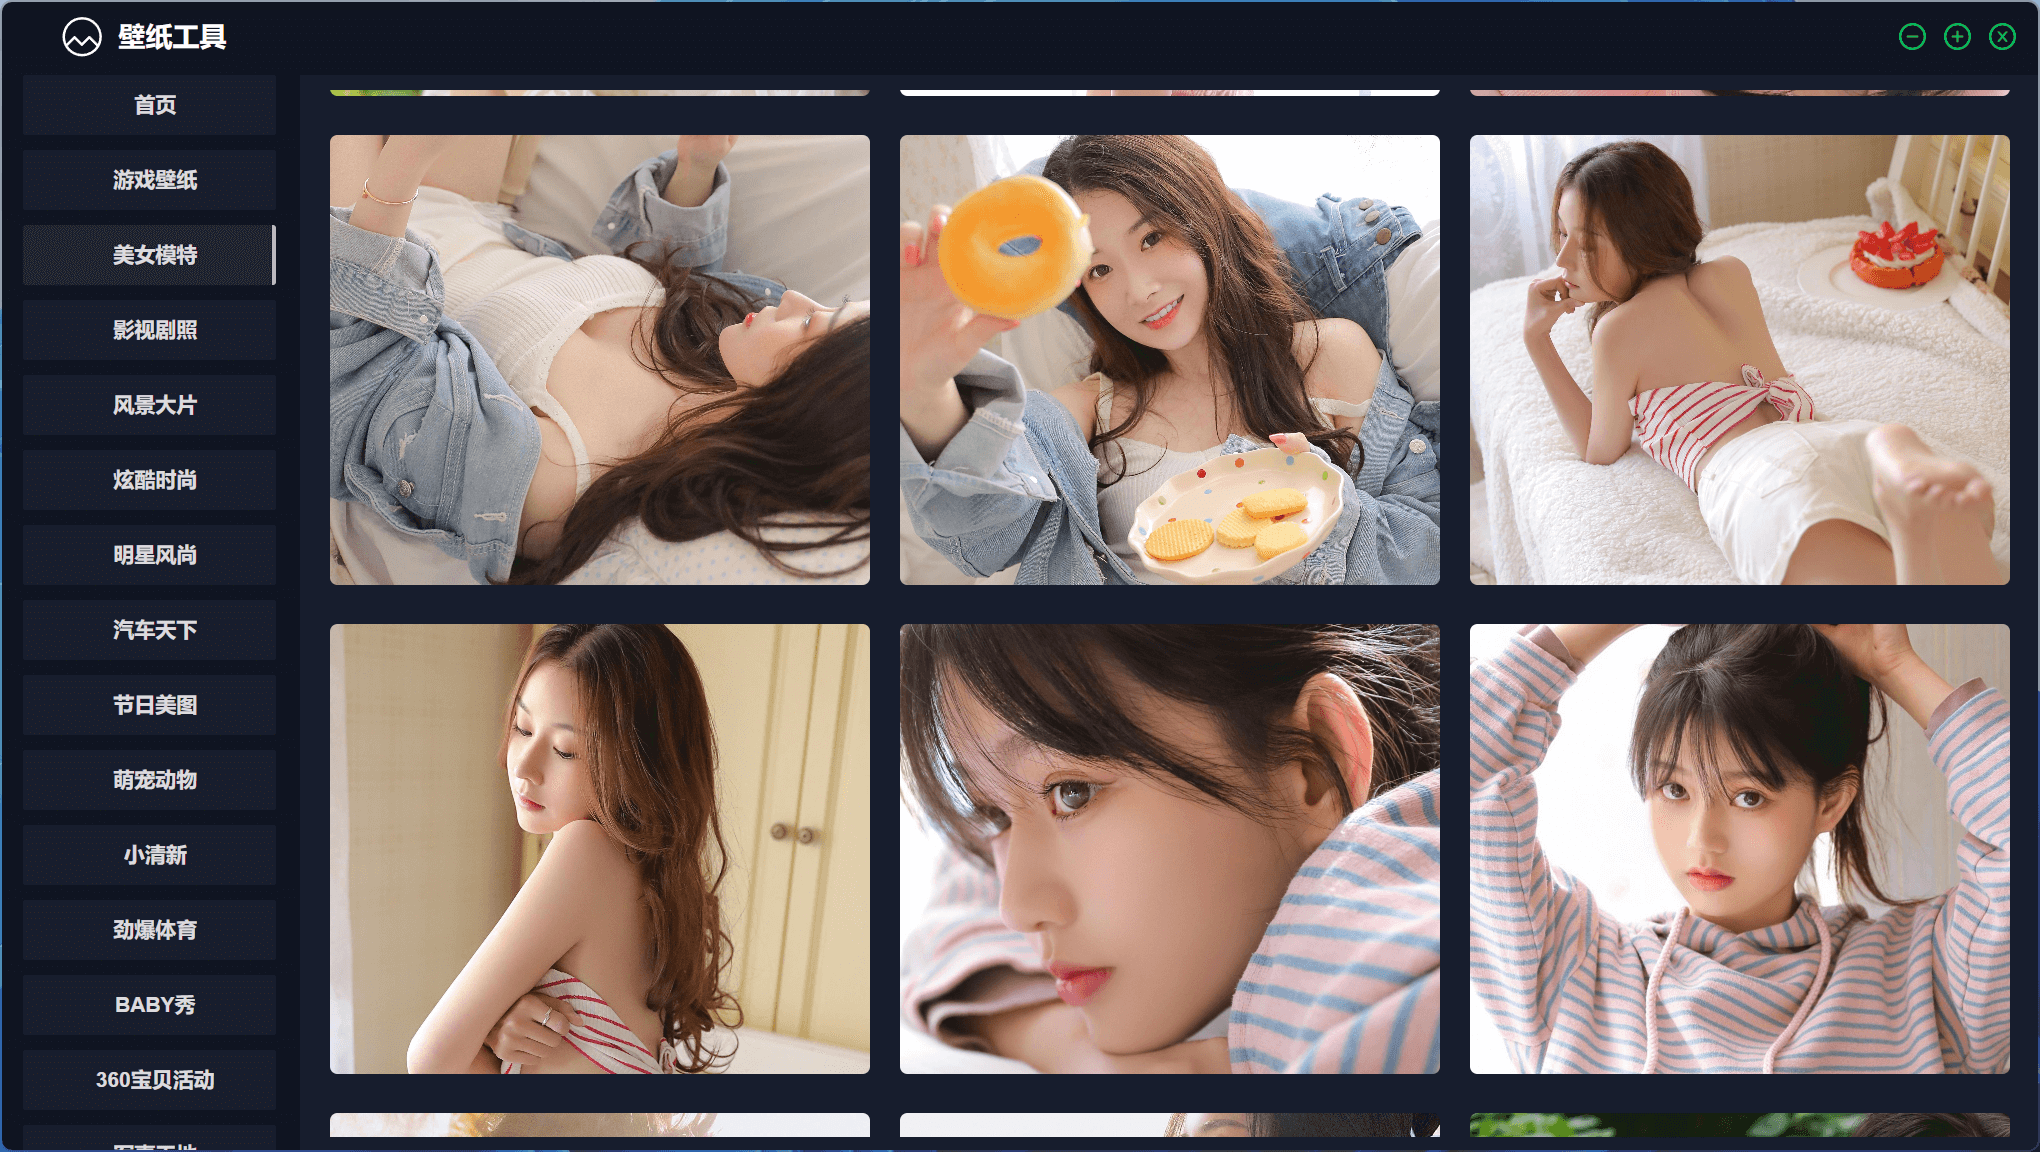 壁纸工具
首页
游戏壁纸
美女模特
影视剧照
风景大片
炫酷时尚
明星风尚
汽车天下
节日美图
萌宠动物
小清新
劲爆体育
BABY秀
360宝贝活动